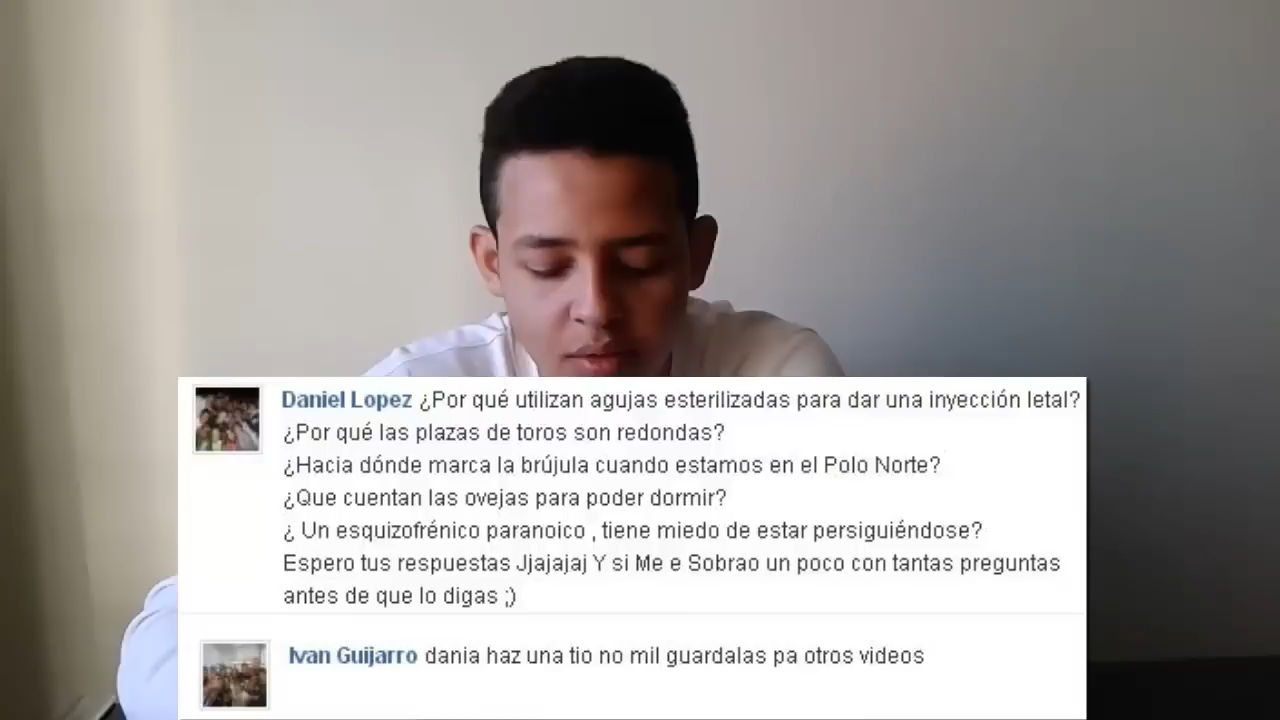 Daniel Lopez ¿Por qué utilizan agujas esterilizadas para dar una inyección letal?
¿Por qué las plazas de toros son redondas?
¿Hacia dónde marca la brújula cuando estamos en el Polo Norte?
¿Que cuentan las ovejas para poder dormir?
¿ Un esquizofrénico paranoico , tiene miedo de estar persiguiéndose?
Espero tus respuestas Jjajajaj Y si Me e Sobrao un poco con tantas preguntas
antes de que lo digas ;)
Ivan Guijarro dania haz una tio no mil guardalas pa otros videos